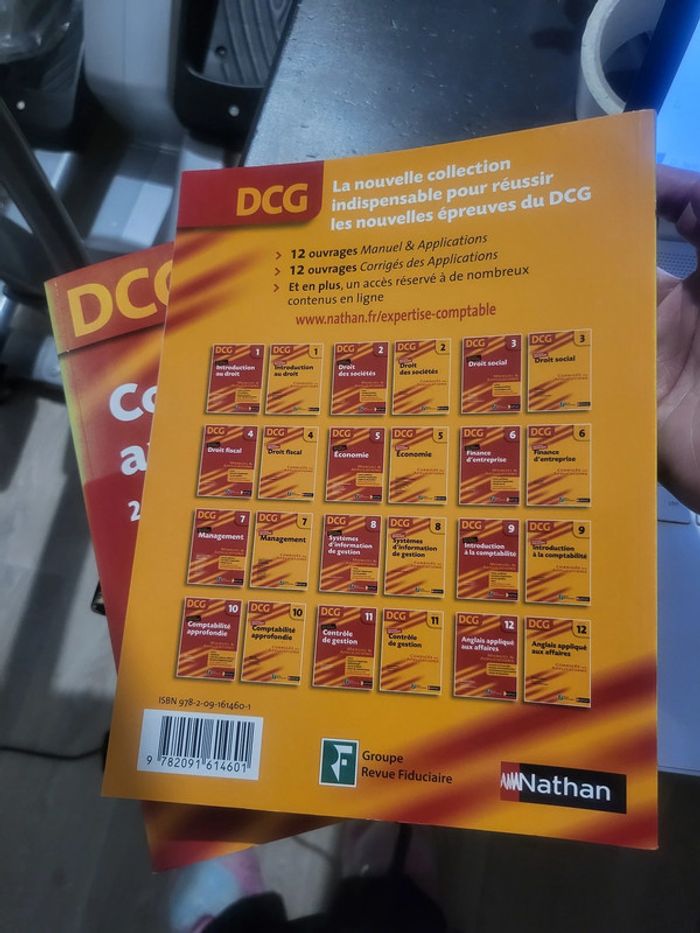 DCG
La nouvelle collection
indispensable pour réussir
les nouvelles épreuves du DCG
> 12 ouvrages Manuel & Applications
> 12 ouvrages Corrigés des Applications
> Et en plus, un accès réservé à de nombreux
contenus en ligne
www.nathan.fr/expertise-comptable
DCG 1
Introduction
au droit
DCG 1
Introduction
au droit
DCG 2
Droit
des sociétés
DCG 2
Droit
des sociétés
DCG 3
Droit social
DCG 3
Droit social
DCG 4
Droit fiscal
DCG 4
Droit fiscal
DCG 5
Économie
DCG 5
Économie
DCG 6
Finance
d'entreprise
DCG 6
Finance
d'entreprise
DCG 7
Management
DCG 7
Management
DCG 8
Systèmes
d'information
de gestion
DCG 8
Systèmes
d'information
de gestion
DCG 9
Introduction
à la comptabilité
DCG 9
Introduction
à la comptabilité
DCG 10
Comptabilité
approfondie
DCG 10
Comptabilité
approfondie
DCG 11
Contrôle
de gestion
DCG 11
Contrôle
de gestion
DCG 12
Anglais appliqué
aux affaires
DCG 12
Anglais appliqué
aux affaires
ISBN 978-2-09-161460-1
9 782091 614601
Groupe
Revue Fiduciaire
Nathan
DCG
Co
a
2